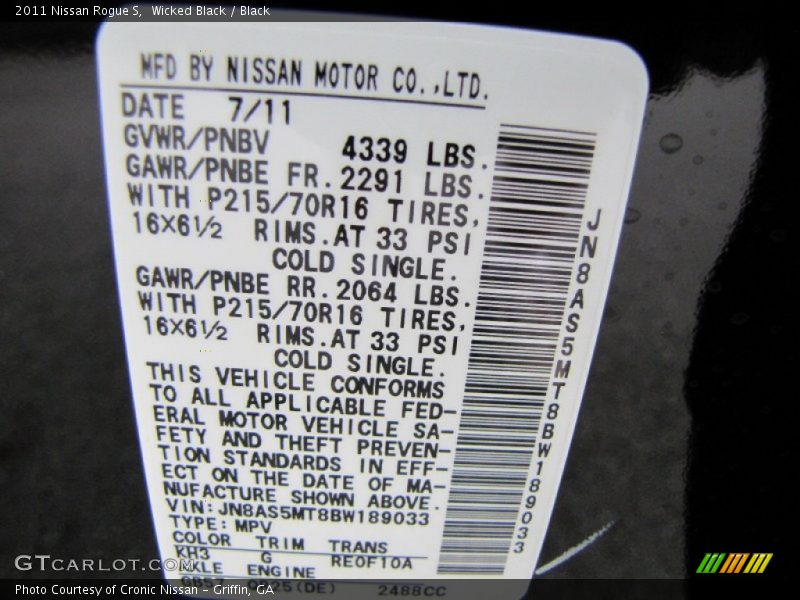 2011 Nissan Rogue S,  Wicked Black / Black
MFD BY NISSAN MOTOR CO.,LTD.
DATE 7/11
GVWR/PNBV 4339 LBS.
GAWR/PNBE FR. 2291 LBS.
WITH P215/70R16 TIRES,
16X6½ RIMS. AT 33 PSI
COLD SINGLE.
GAWR/PNBE RR. 2064 LBS.
WITH P215/70R16 TIRES,
16X6½ RIMS. AT 33 PSI
COLD SINGLE.
THIS VEHICLE CONFORMS
TO ALL APPLICABLE FED-
ERAL MOTOR VEHICLE SA-
FETY AND THEFT PREVEN-
TION STANDARDS IN EFF-
ECT ON THE DATE OF MA-
NUFACTURE SHOWN ABOVE.
VIN: JN8AS5MT8BW189033
TYPE: MPV
COLOR TRIM TRANS
KH3 G RE0F10A
AXLE ENGINE
QR25(DE) 2488CC
JN8AS5MT8BW189033
GTcarlot.com
Photo Courtesy of Cronic Nissan - Griffin, GA